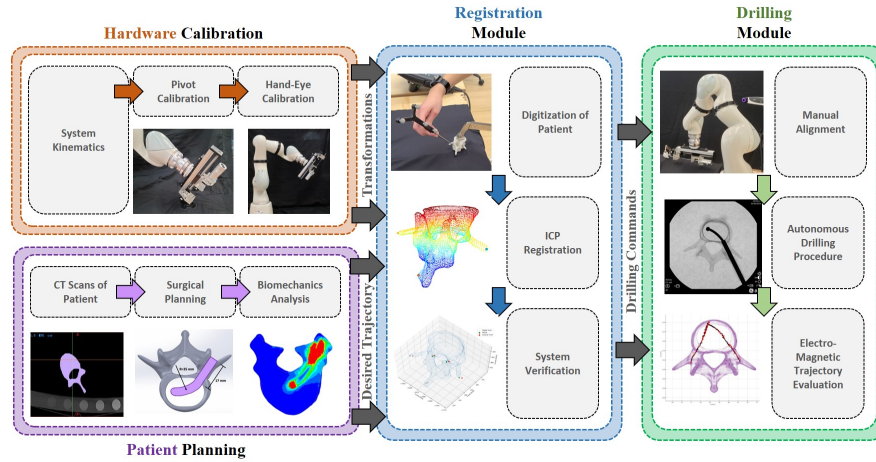 Hardware Calibration
System
Kinematics
Pivot
Calibration
Hand-Eye
Calibration
Transformations
CT Scans of
Patient
Surgical
Planning
Biomechanics
Analysis
Desired Trajectory
Patient Planning
Registration
Module
Digitization of
Patient
ICP
Registration
System
Verification
Drilling Commands
Drilling
Module
Manual
Alignment
Autonomous
Drilling
Procedure
Electro-
Magnetic
Trajectory
Evaluation